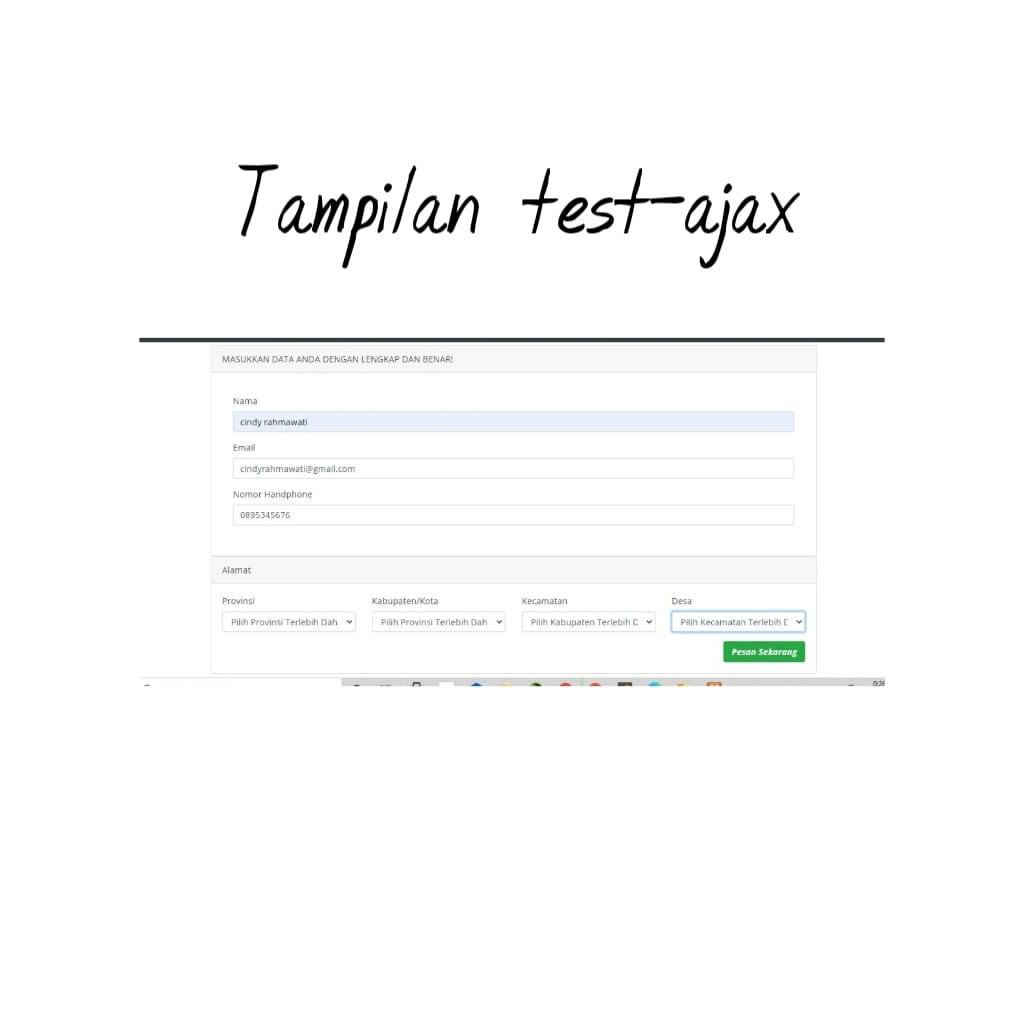 Tampilan test-ajax
MASUKKAN DATA ANDA DENGAN LENGKAP DAN BENAR!
Nama
cindy rahmawati
Email
cindyrahmawati@gmail.com
Nomor Handphone
0895345676
Alamat
Provinsi Kabupaten/Kota Kecamatan Desa
Pilih Provinsi Terlebih Dah Pilih Provinsi Terlebih Dah Pilih Kabupaten Terlebih D Pilih Kecamatan Terlebih D
Pesan Sekarang